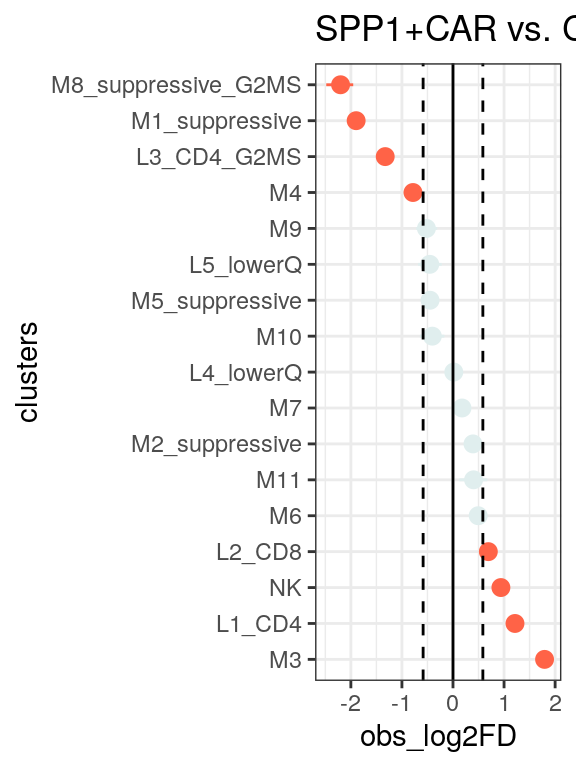 SPP1+CAR vs. C
M8_suppressive_G2MS
M1_suppressive
L3_CD4_G2MS
M4
M9
L5_lowerQ
M5_suppressive
M10
L4_lowerQ
M7
M2_suppressive
M11
M6
L2_CD8
NK
L1_CD4
M3
clusters
-2 -1 0 1 2
obs_log2FD